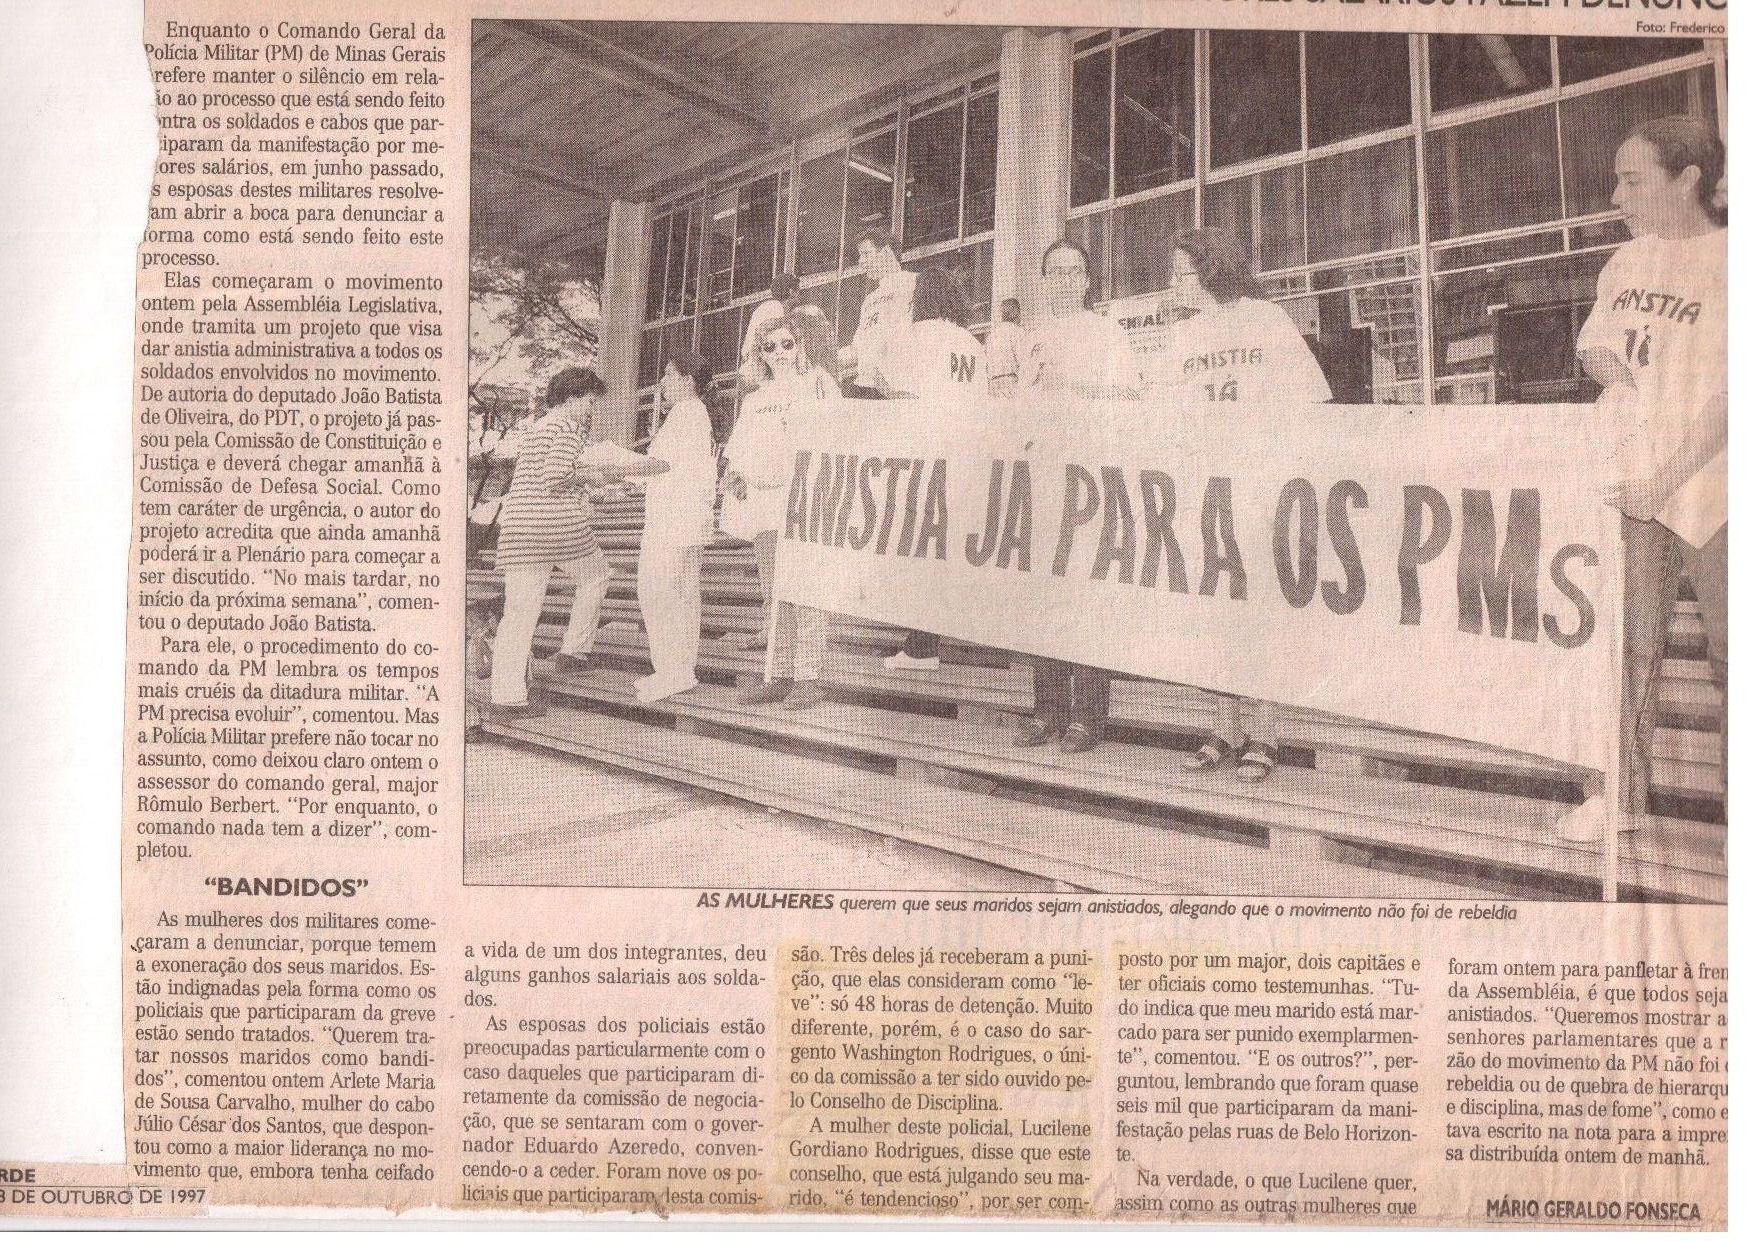 Foto: Frederico
Enquanto o Comando Geral da
Polícia Militar (PM) de Minas Gerais
refere manter o silêncio em rela-
ão ao processo que está sendo feito
ntra os soldados e cabos que par-
iparam da manifestação por me-
ores salários, em junho passado,
s esposas destes militares resolve-
am abrir a boca para denunciar a
forma como está sendo feito este
processo.
Elas começaram o movimento
ontem pela Assembléia Legislativa,
onde tramita um projeto que visa
dar anistia administrativa a todos os
soldados envolvidos no movimento.
De autoria do deputado João Batista
de Oliveira, do PDT, o projeto já pas-
sou pela Comissão de Constituição e
Justiça e deverá chegar amanhã à
Comissão de Defesa Social. Como
tem caráter de urgência, o autor do
projeto acredita que ainda amanhã
poderá ir a Plenário para começar a
ser discutido. “No mais tardar, no
início da próxima semana”, comen-
tou o deputado João Batista.
Para ele, o procedimento do co-
mando da PM lembra os tempos
mais cruéis da ditadura militar. “A
PM precisa evoluir”, comentou. Mas
a Polícia Militar prefere não tocar no
assunto, como deixou claro ontem o
assessor do comando geral, major
Rômulo Berbert. “Por enquanto, o
comando nada tem a dizer”, com-
pletou.
“BANDIDOS”
As mulheres dos militares come-
çaram a denunciar, porque temem
a exoneração dos seus maridos. Es-
tão indignadas pela forma como os
policiais que participaram da greve
estão sendo tratados. “Querem tra-
tar nossos maridos como bandi-
dos”, comentou ontem Arlete Maria
de Sousa Carvalho, mulher do cabo
Júlio César dos Santos, que despon-
tou como a maior liderança no mo-
vimento que, embora tenha ceifado
ANSTIA
JÁ
ANISTIA
JÁ
ANISTIA JÁ PARA OS PMs
AS MULHERES querem que seus maridos sejam anistiados, alegando que o movimento não foi de rebeldia
a vida de um dos integrantes, deu
alguns ganhos salariais aos solda-
dos.
As esposas dos policiais estão
preocupadas particularmente com o
caso daqueles que participaram di-
retamente da comissão de negocia-
ção, que se sentaram com o gover-
nador Eduardo Azeredo, conven-
cendo-o a ceder. Foram nove os po-
liciais que participaram desta comis-
são. Três deles já receberam a puni-
ção, que elas consideram como “le-
ve”: só 48 horas de detenção. Muito
diferente, porém, é o caso do sar-
gento Washington Rodrigues, o úni-
co da comissão a ter sido ouvido pe-
lo Conselho de Disciplina.
A mulher deste policial, Lucilene
Gordiano Rodrigues, disse que este
conselho, que está julgando seu ma-
rido, “é tendencioso”, por ser com-
posto por um major, dois capitães e
ter oficiais como testemunhas. “Tu-
do indica que meu marido está mar-
cado para ser punido exemplarmen-
te”, comentou. “E os outros?”, per-
guntou, lembrando que foram quase
seis mil que participaram da mani-
festação pelas ruas de Belo Horizon-
te.
Na verdade, o que Lucilene quer,
assim como as outras mulheres que
foram ontem para panfletar à fren
da Assembléia, é que todos seja
anistiados. “Queremos mostrar a
senhores parlamentares que a r
zão do movimento da PM não foi
rebeldia ou de quebra de hierarqu
e disciplina, mas de fome”, como e
tava escrito na nota para a impre
sa distribuída ontem de manhã.
MÁRIO GERALDO FONSECA
RDE
8 DE OUTUBRO DE 1997